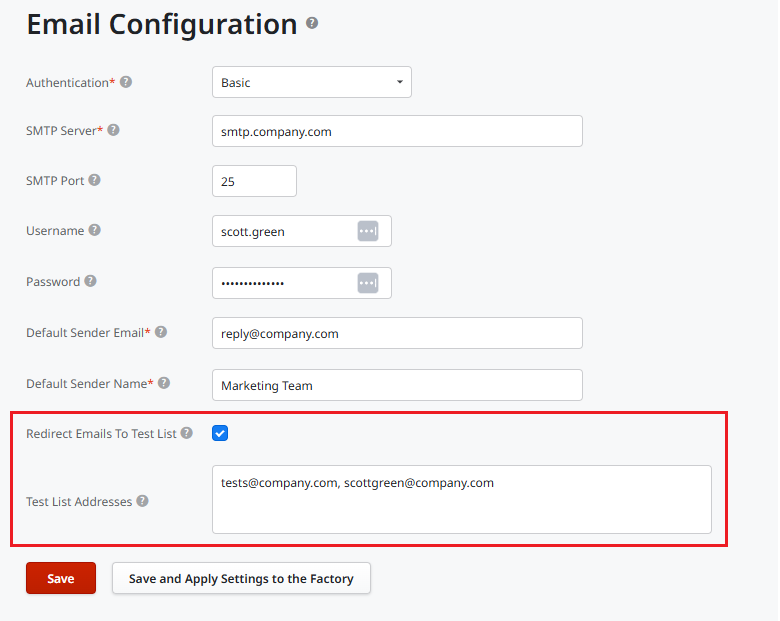 Email Configuration ?
Authentication* ? Basic
SMTP Server* ? smtp.company.com
SMTP Port ? 25
Username ? scott.green
Password ? ••••••••••••••
Default Sender Email* ? reply@company.com
Default Sender Name* ? Marketing Team
Redirect Emails To Test List ?
Test List Addresses ? tests@company.com, scottgreen@company.com
Save Save and Apply Settings to the Factory